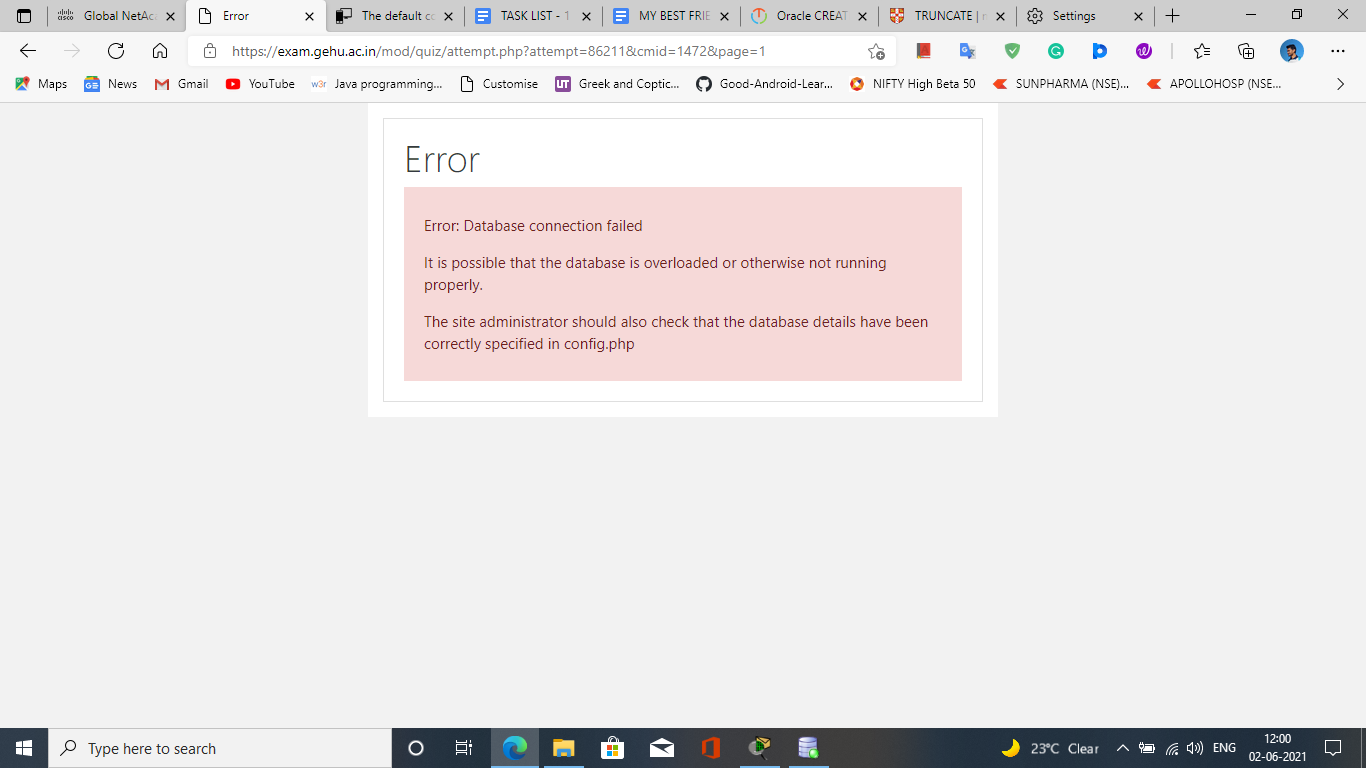 Global NetAca
Error
The default co
TASK LIST - 1
MY BEST FRIE
Oracle CREAT
TRUNCATE |
Settings
https://exam.gehu.ac.in/mod/quiz/attempt.php?attempt=86211&cmid=1472&page=1
Maps
News
Gmail
YouTube
w3r
Java programming...
Customise
UT
Greek and Coptic...
Good-Android-Lear...
NIFTY High Beta 50
SUNPHARMA (NSE)...
APOLLOHOSP (NSE...
Error
Error: Database connection failed
It is possible that the database is overloaded or otherwise not running
properly.
The site administrator should also check that the database details have been
correctly specified in config.php
Type here to search
23°C Clear
ENG
12:00
02-06-2021